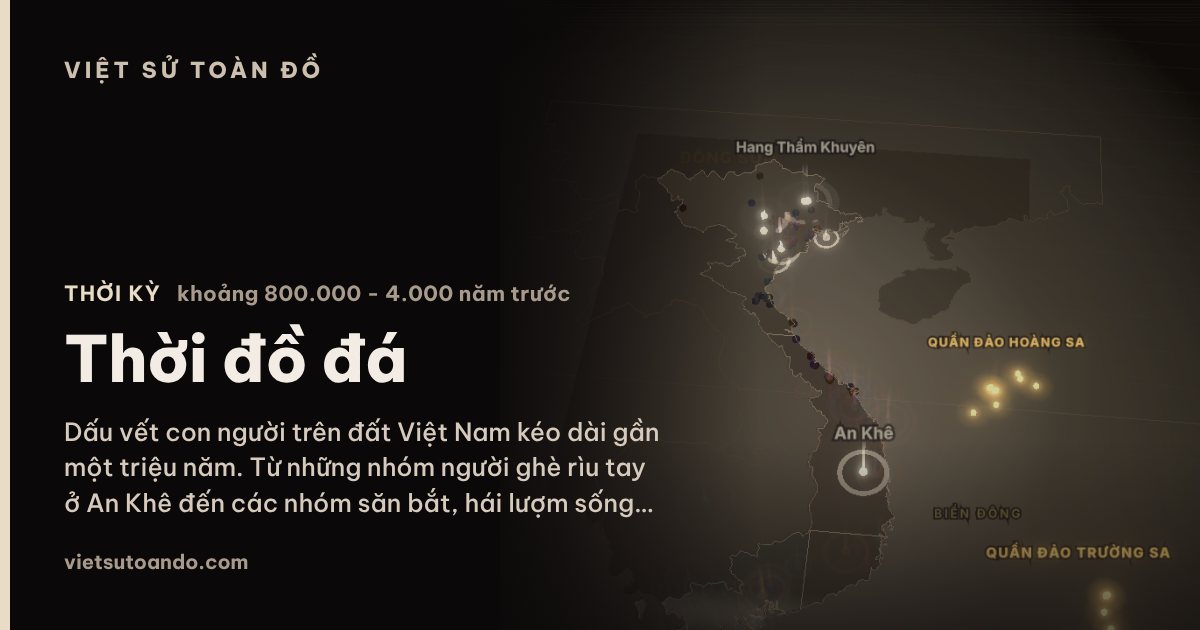 VIỆT SỬ TOÀN ĐỒ
Hang Thẩm Khuyên
THỜI KỲ khoảng 800.000 - 4.000 năm trước
Thời đồ đá
Dấu vết con người trên đất Việt Nam kéo dài gần
một triệu năm. Từ những nhóm người ghè rìu tay
ở An Khê đến các nhóm săn bắt, hái lượm sống...
vietsutoando.com
QUẦN ĐẢO HOÀNG SA
An Khê
BIỂN ĐÔNG
QUẦN ĐẢO TRƯỜNG SA